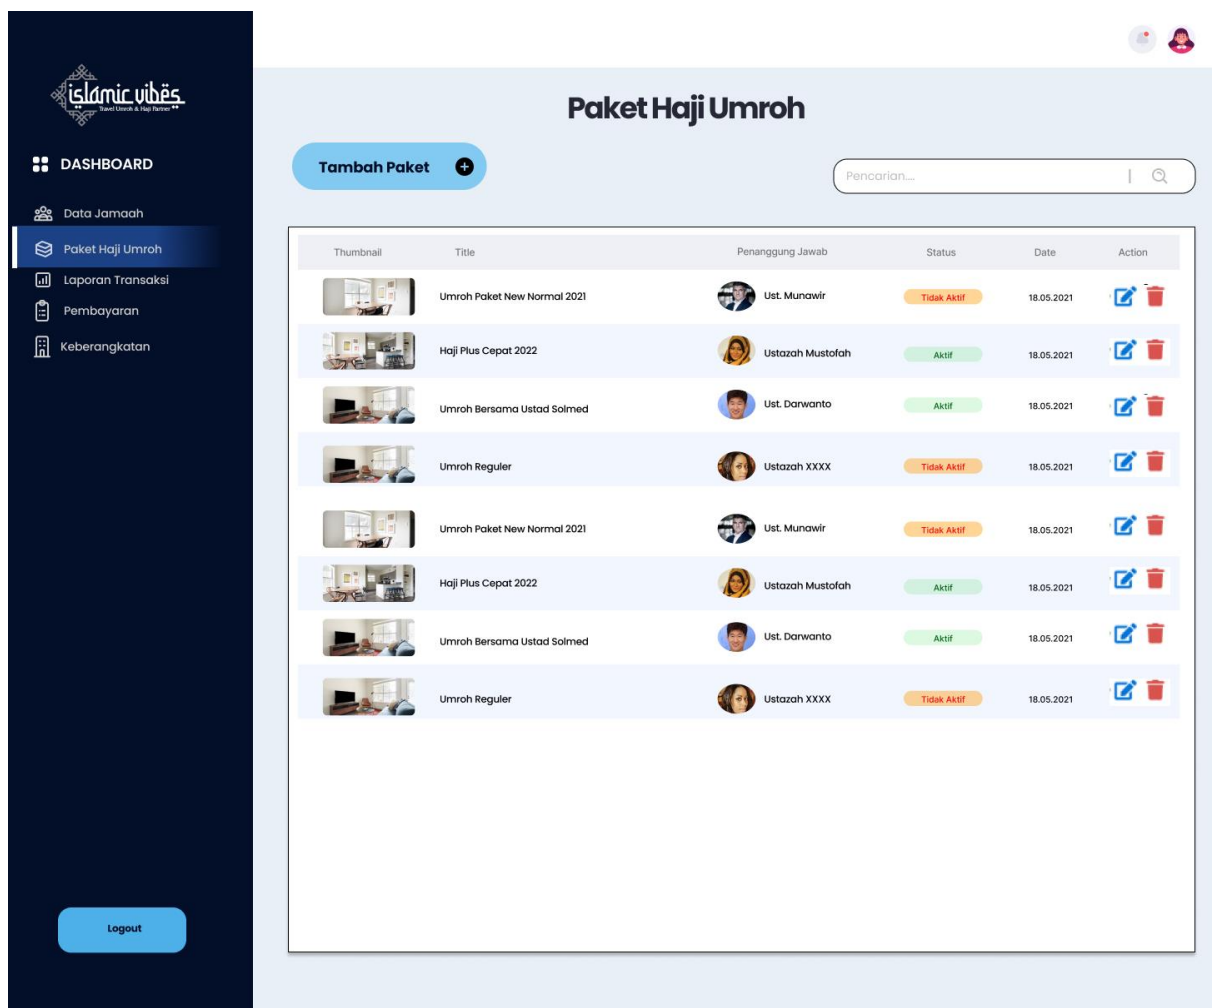 islamic vibës
Travel Umroh & Haji Partner
DASHBOARD
Data Jamaah
Paket Haji Umroh
Laporan Transaksi
Pembayaran
Keberangkatan
Logout
Paket Haji Umroh
Tambah Paket
Pencarian....
Thumbnail Title Penanggung Jawab Status Date Action
Umroh Paket New Normal 2021 Ust. Munawir Tidak Aktif 18.05.2021
Haji Plus Cepat 2022 Ustazah Mustofah Aktif 18.05.2021
Umroh Bersama Ustad Solmed Ust. Darwanto Aktif 18.05.2021
Umroh Reguler Ustazah XXXX Tidak Aktif 18.05.2021
Umroh Paket New Normal 2021 Ust. Munawir Tidak Aktif 18.05.2021
Haji Plus Cepat 2022 Ustazah Mustofah Aktif 18.05.2021
Umroh Bersama Ustad Solmed Ust. Darwanto Aktif 18.05.2021
Umroh Reguler Ustazah XXXX Tidak Aktif 18.05.2021